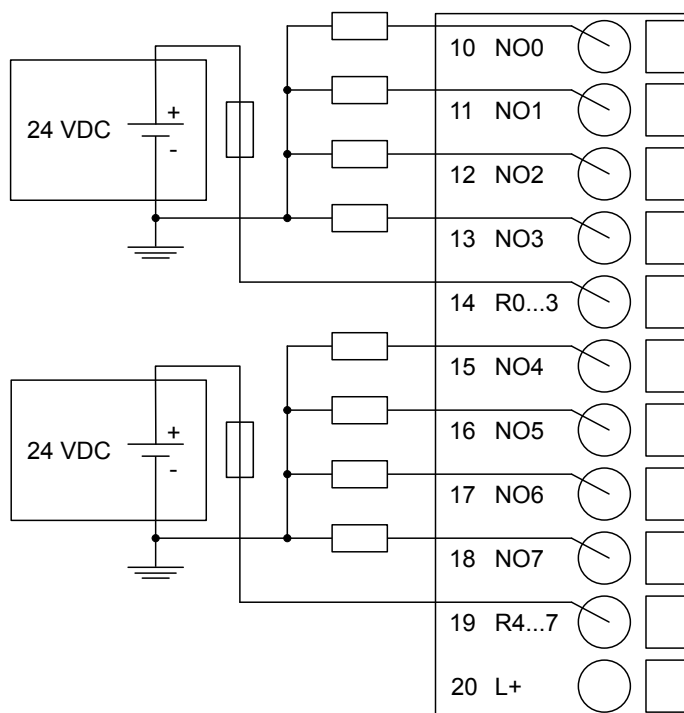 10 NO0
24 VDC
+
-
11 NO1
12 NO2
13 NO3
14 R0...3
15 NO4
24 VDC
+
-
16 NO5
17 NO6
18 NO7
19 R4...7
20 L+